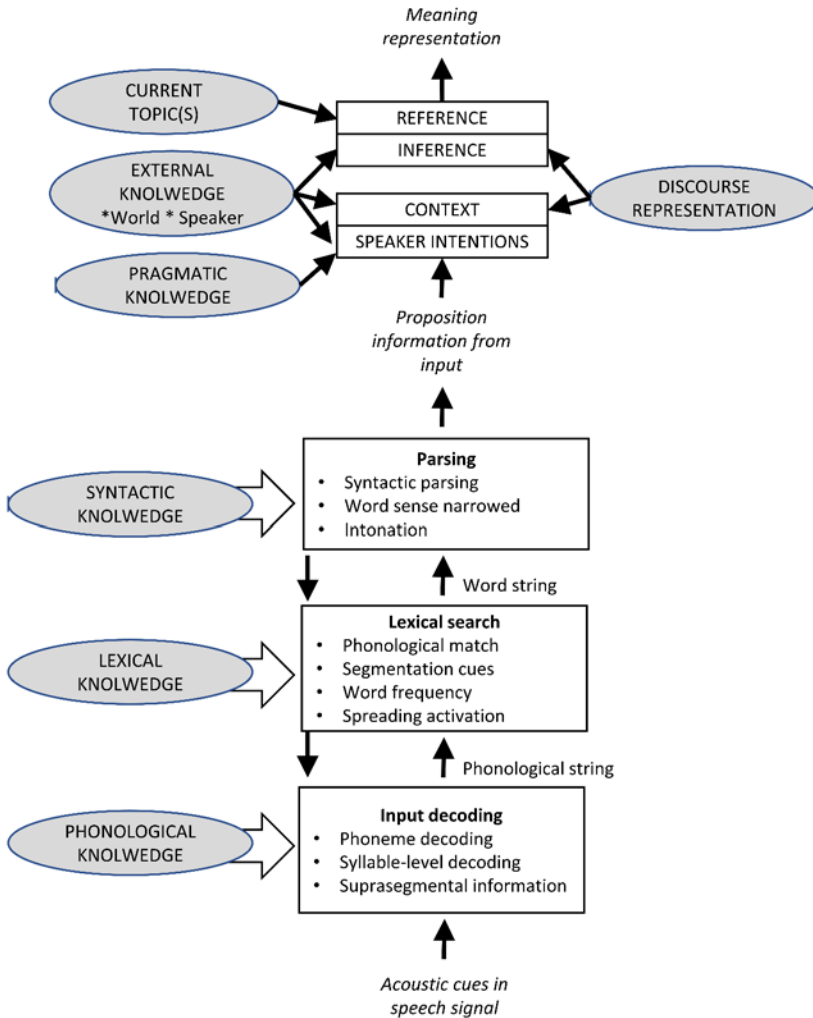 Meaning
representation
CURRENT
TOPIC(S)
REFERENCE
INFERENCE
EXTERNAL
KNOLWEDGE
*World * Speaker
DISCOURSE
REPRESENTATION
CONTEXT
SPEAKER INTENTIONS
PRAGMATIC
KNOLWEDGE
Proposition
information from
input
Parsing
• Syntactic parsing
• Word sense narrowed
• Intonation
SYNTACTIC
KNOLWEDGE
Word string
Lexical search
• Phonological match
• Segmentation cues
• Word frequency
• Spreading activation
LEXICAL
KNOLWEDGE
Phonological string
Input decoding
• Phoneme decoding
• Syllable-level decoding
• Suprasegmental information
PHONOLOGICAL
KNOLWEDGE
Acoustic cues in
speech signal